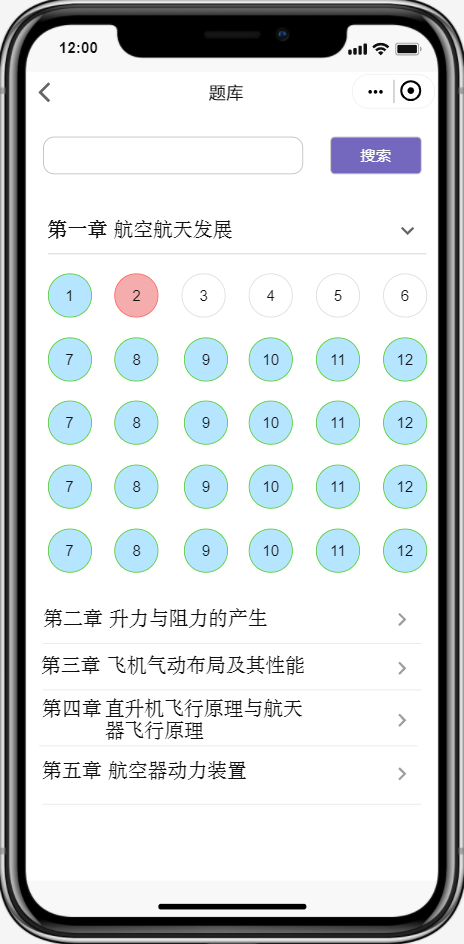 12:00
题库
搜索
第一章 航空航天发展
1 2 3 4 5 6
7 8 9 10 11 12
7 8 9 10 11 12
7 8 9 10 11 12
7 8 9 10 11 12
第二章 升力与阻力的产生
第三章 飞机气动布局及其性能
第四章 直升机飞行原理与航天
器飞行原理
第五章 航空器动力装置